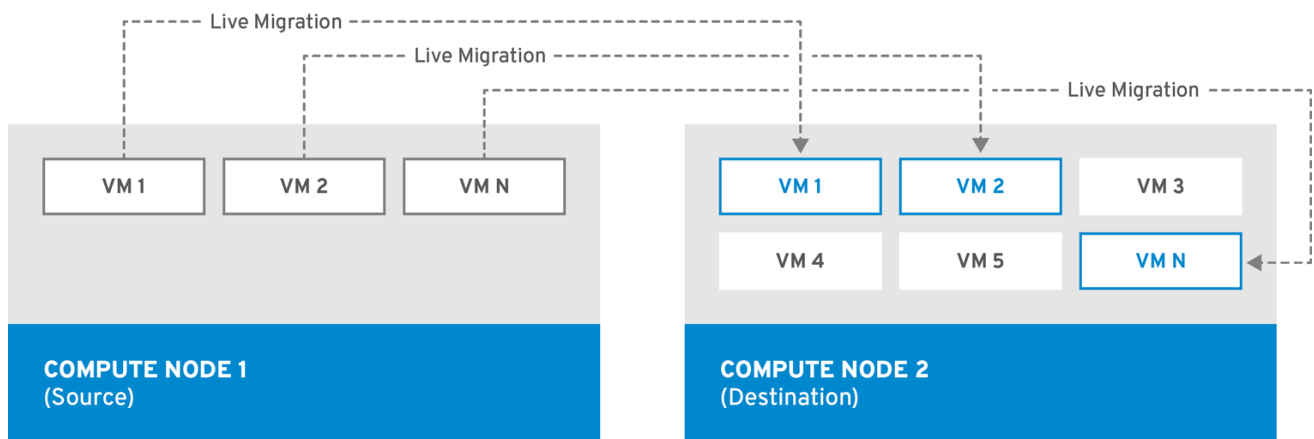 Live Migration
Live Migration
Live Migration
VM 1
VM 2
VM N
VM 1
VM 2
VM 3
VM 4
VM 5
VM N
COMPUTE NODE 1
(Source)
COMPUTE NODE 2
(Destination)